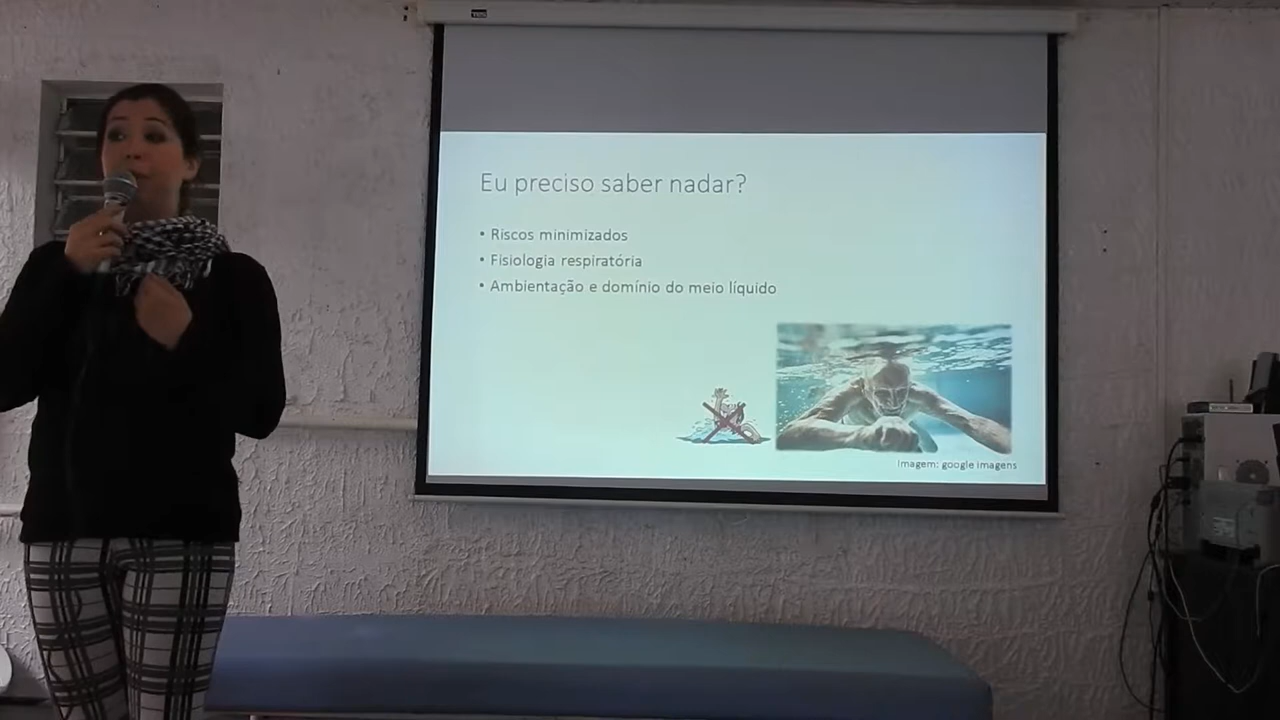 Eu preciso saber nadar?
• Riscos minimizados
• Fisiologia respiratória
• Ambientação e domínio do meio líquido
Imagem: google imagens